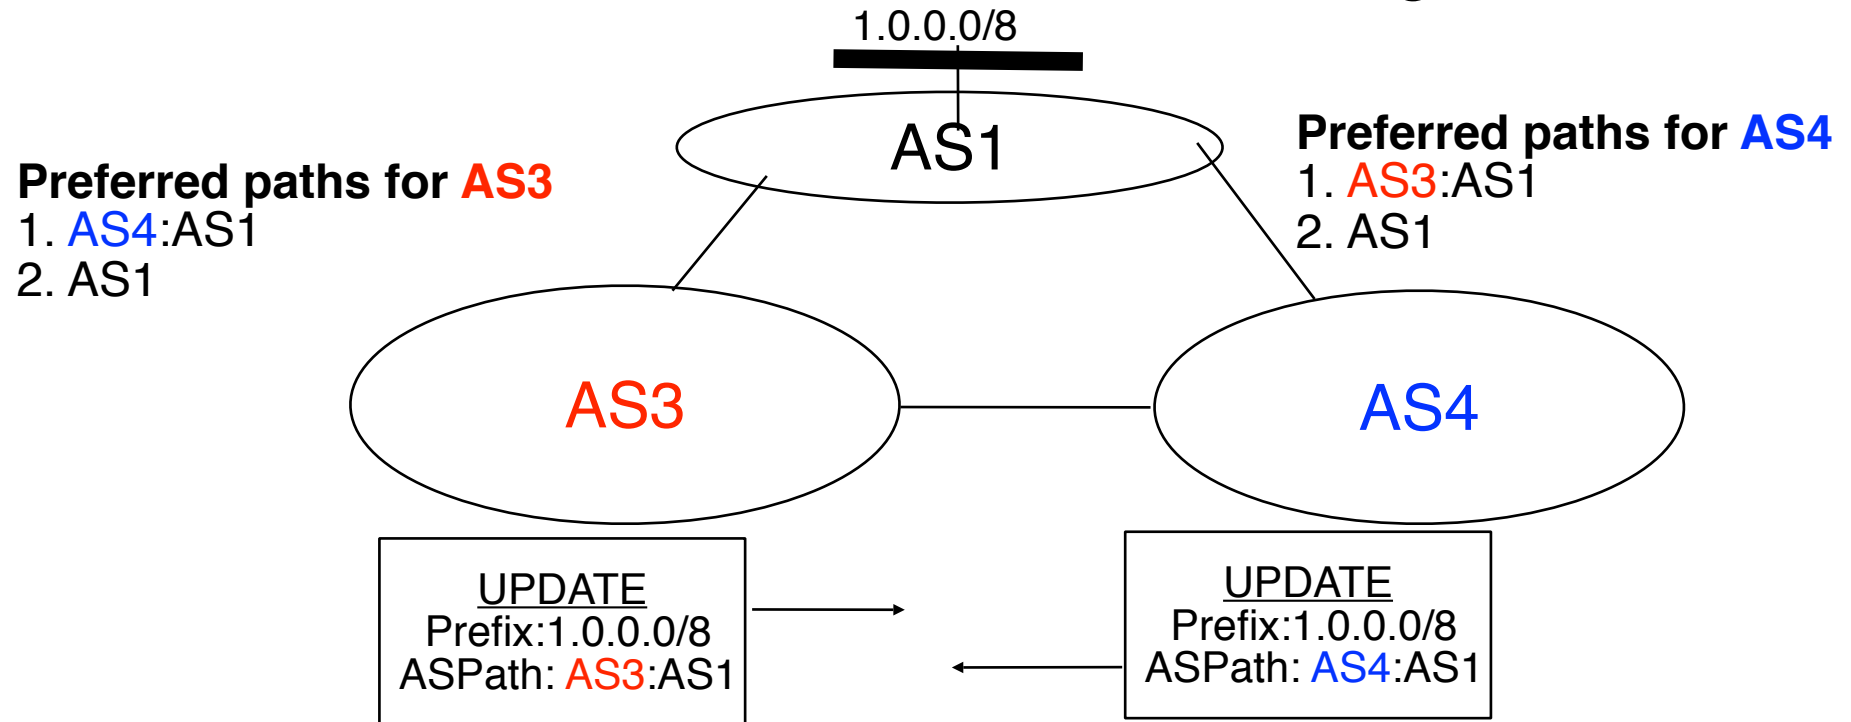 1.0.0.0/8
AS1
Preferred paths for AS3
1. AS4:AS1
2. AS1
Preferred paths for AS4
1. AS3:AS1
2. AS1
AS3
AS4
UPDATE
Prefix:1.0.0.0/8
ASPath: AS3:AS1
UPDATE
Prefix:1.0.0.0/8
ASPath: AS4:AS1